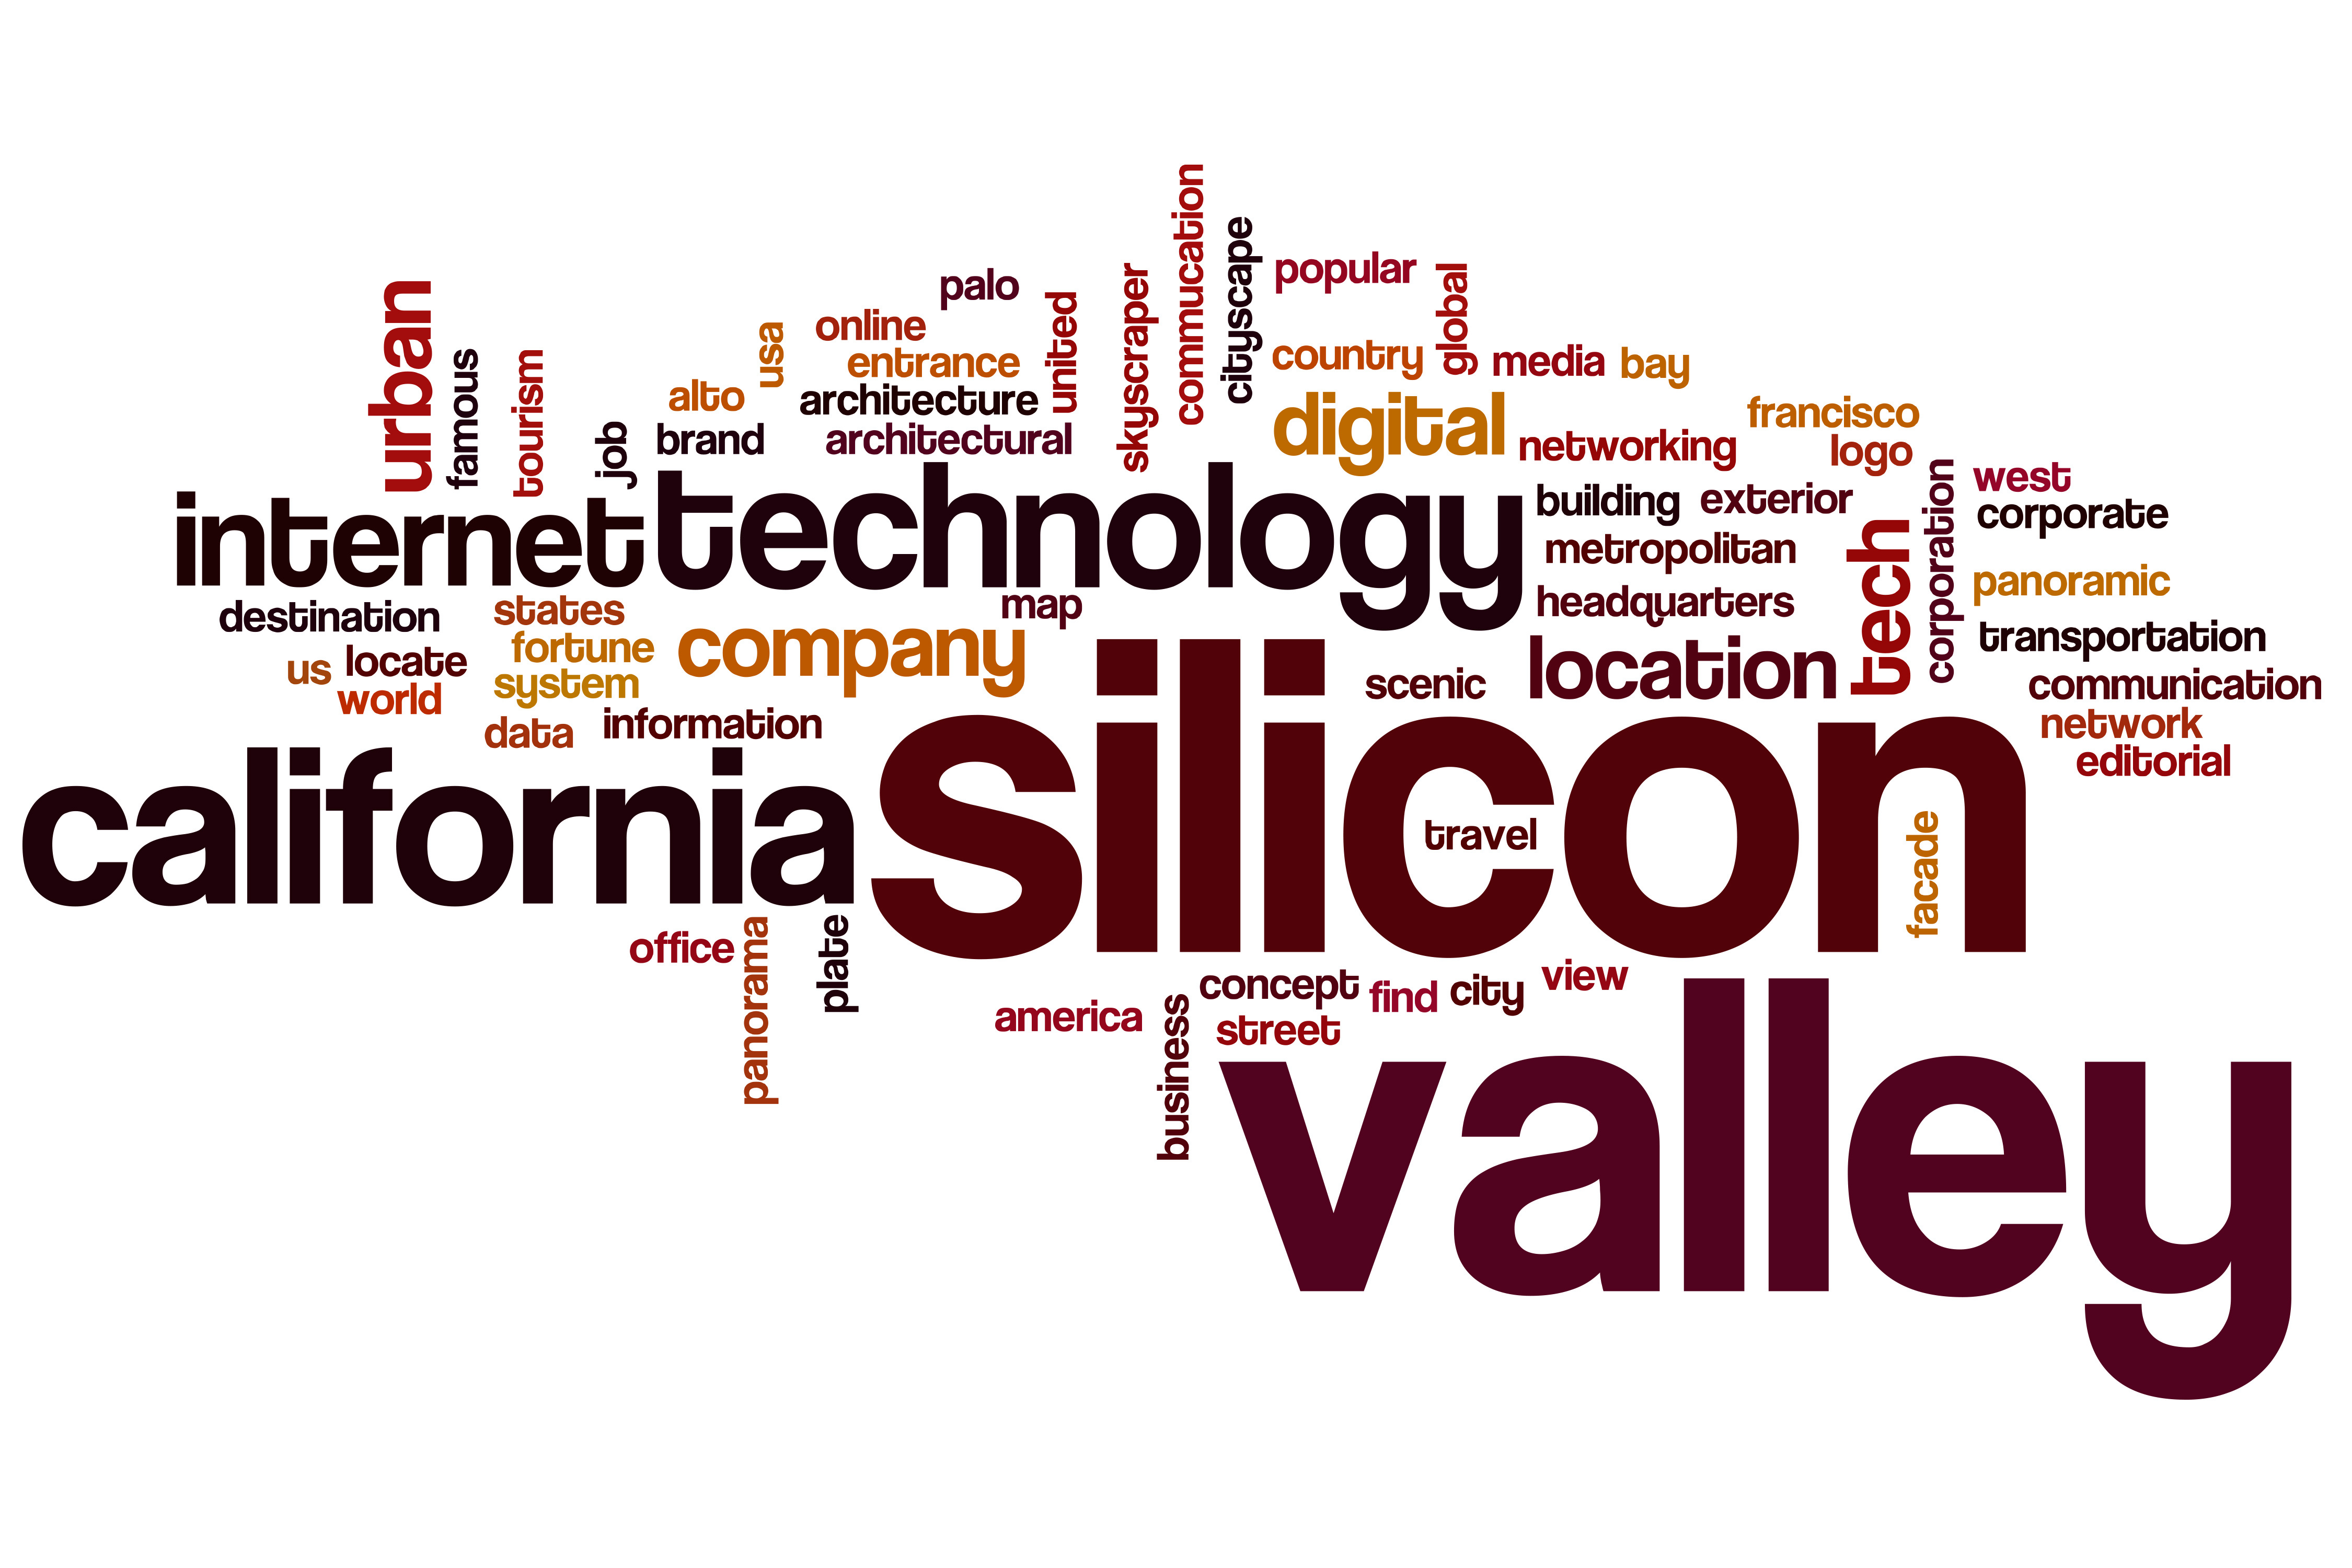 commucation
cityscape
popular
skyscraper
global
palo
urban
united
online
usa
entrance
country
media
bay
famous
tourism
alto
architecture
digital
francisco
job
brand
architectural
networking
logo
internet
technology
building
exterior
corporation
west
corporate
metropolitan
tech
panoramic
destination
states
map
headquarters
fortune
company
location
transportation
us
locate
system
scenic
communication
world
data
information
network
editorial
california
silicon
travel
facade
office
panorama
plate
america
business
concept
find
city
view
street
valley